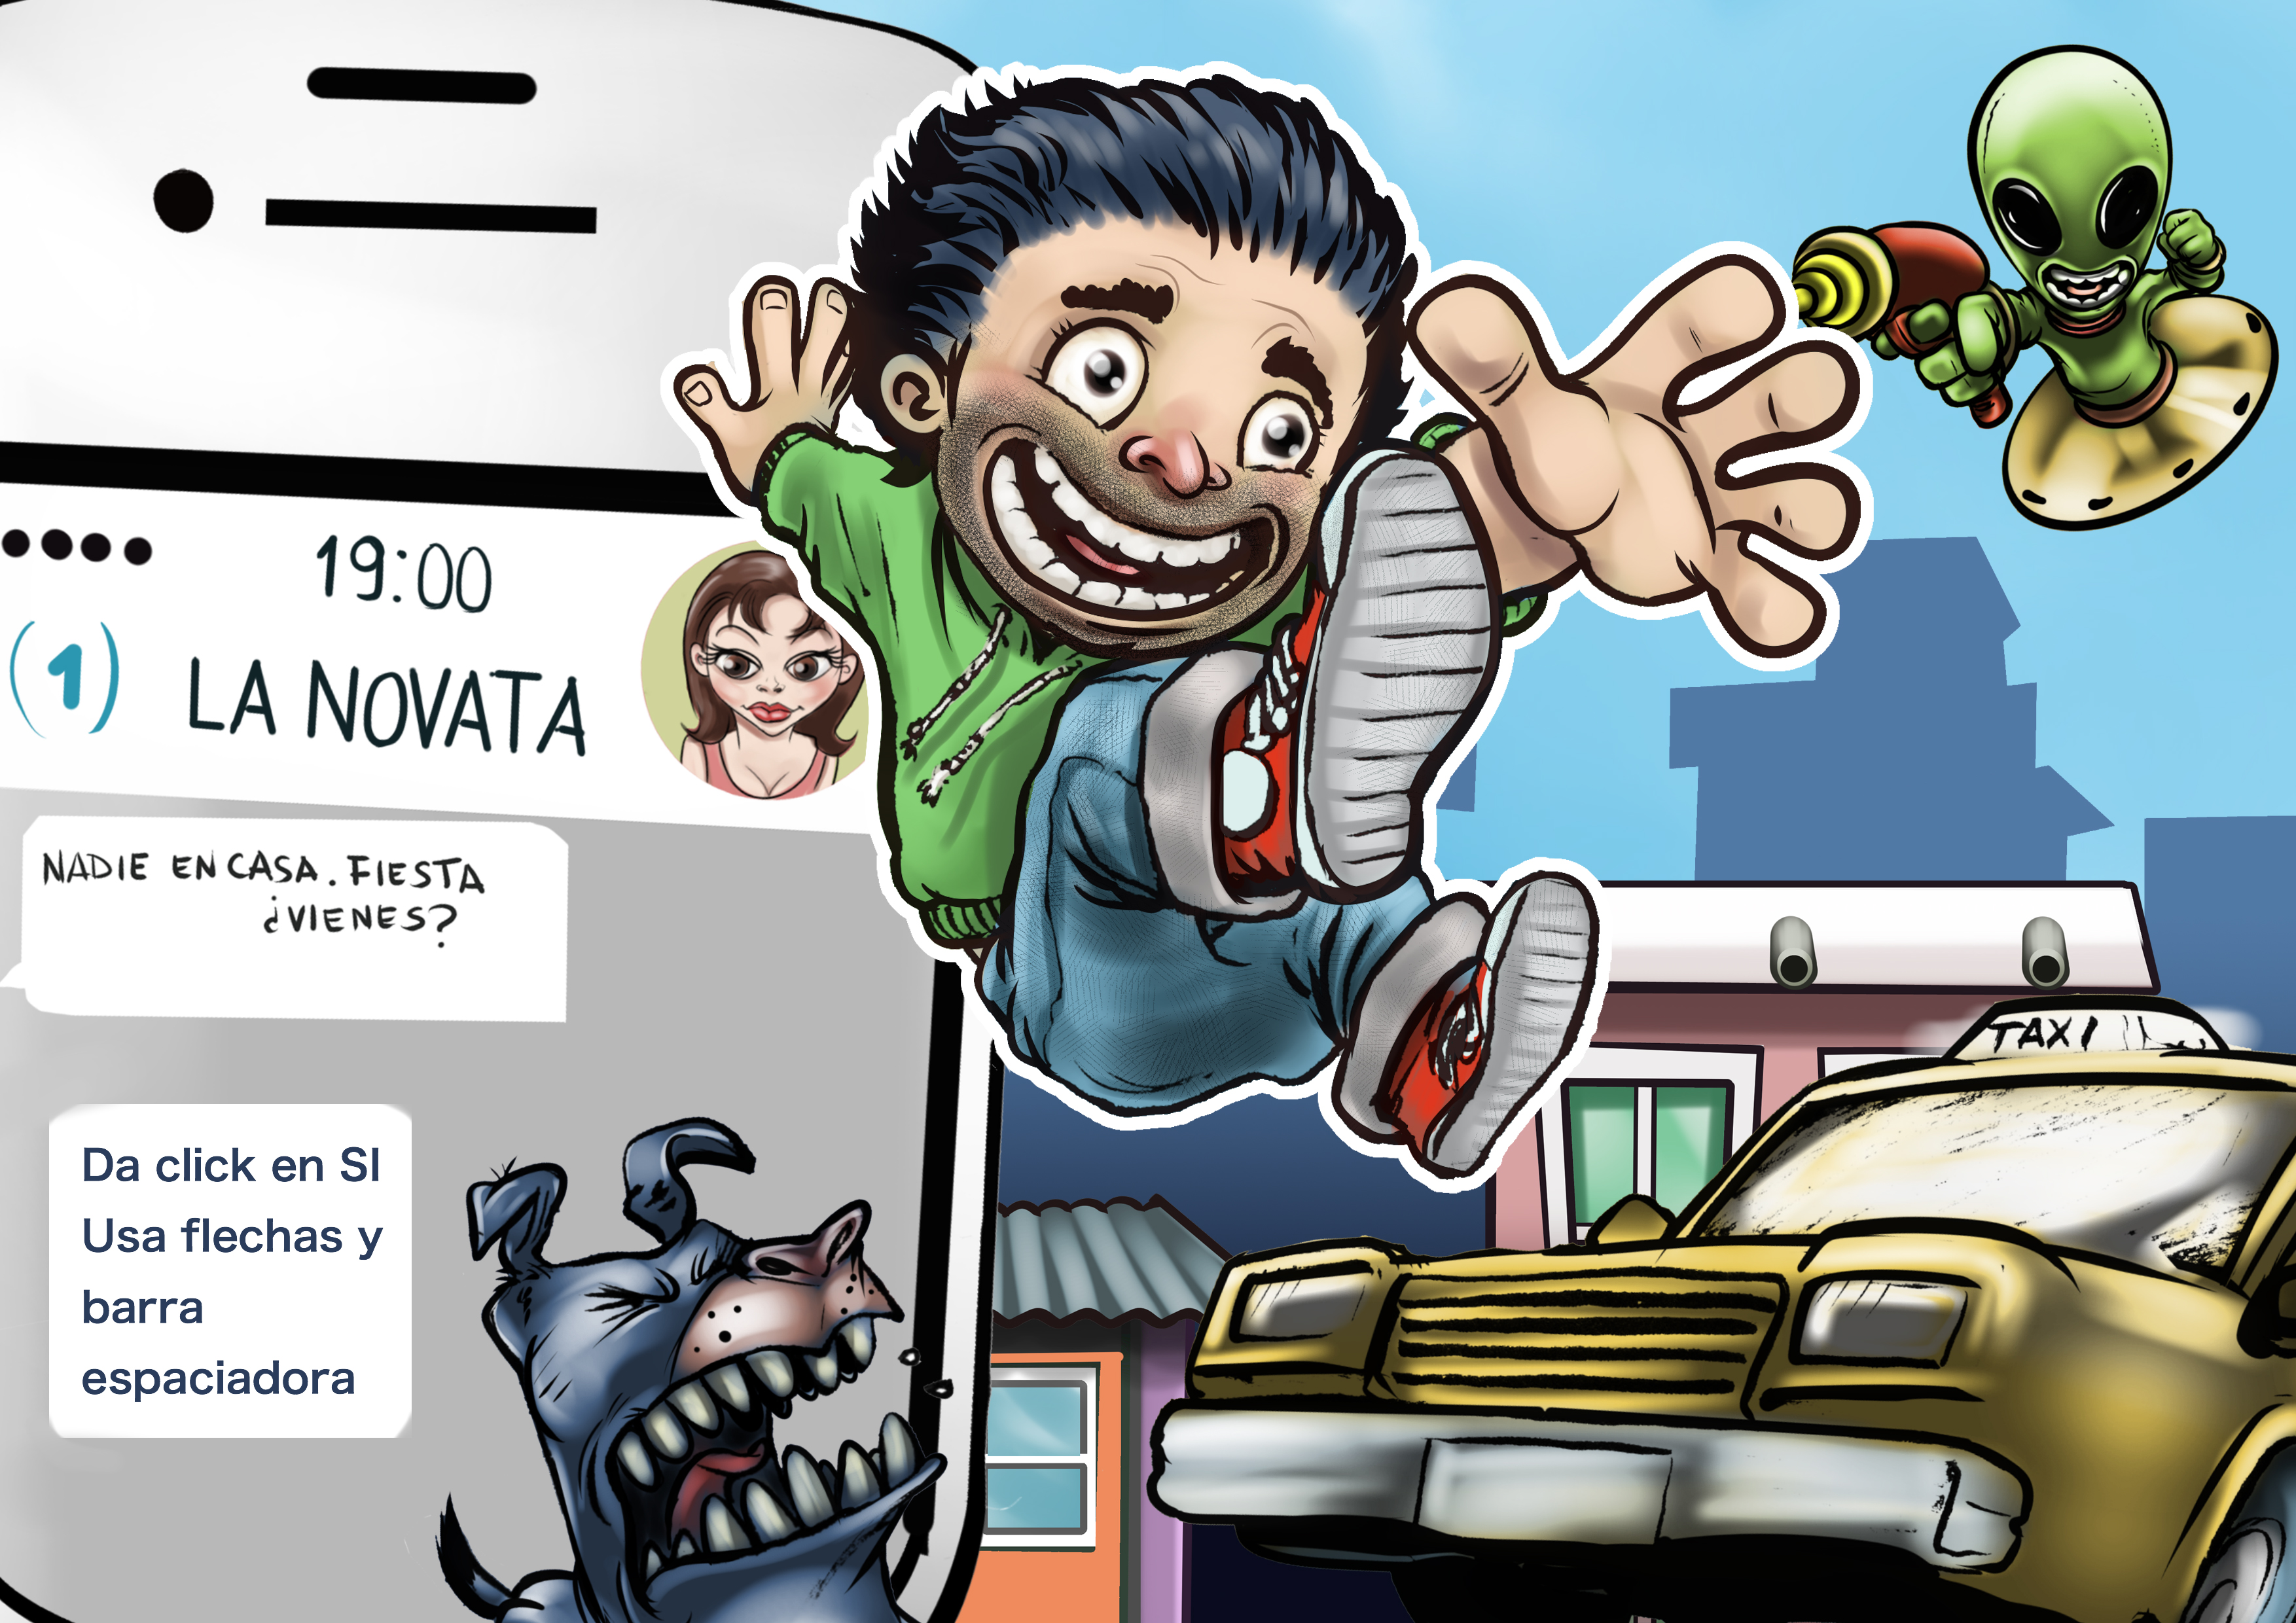 19:00
(1) LA NOVATA
NADIE EN CASA. FIESTA
¿VIENES?
Da click en SI
Usa flechas y
barra
espaciadora
TAXI